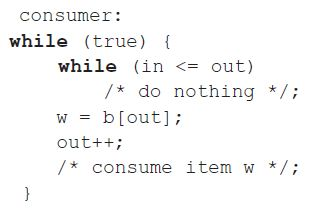 consumer:
while (true) {
while (in <= out)
/* do nothing */;
w = b[out];
out++;
/* consume item w */;
}